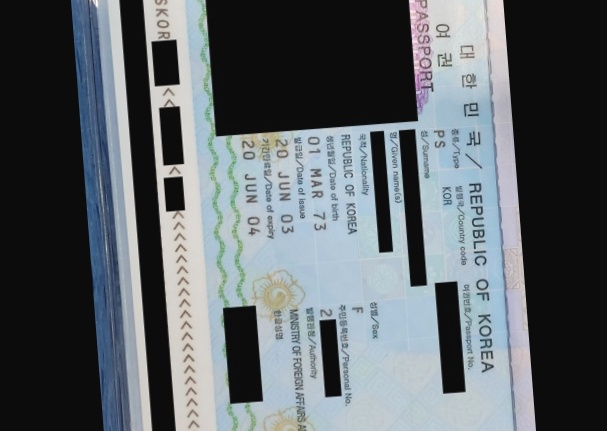 대 한 민 국 / REPUBLIC OF KOREA
여 권
PASSPORT
종류/Type 발행국/Country code 여권번호/Passport No.
PS KOR
성/Surname
명/Given name(s)
국적/Nationality 성별/Sex
REPUBLIC OF KOREA F
생년월일/Date of birth 주민등록번호/Personal No.
01 MAR 73 2
발급일/Date of issue 발행관청/Authority
20 JUN 03 MINISTRY OF FOREIGN AFFAIRS A
기간만료일/Date of expiry 한글성명
20 JUN 04
SKOR << < <<<<<<<<<<<<<<<<